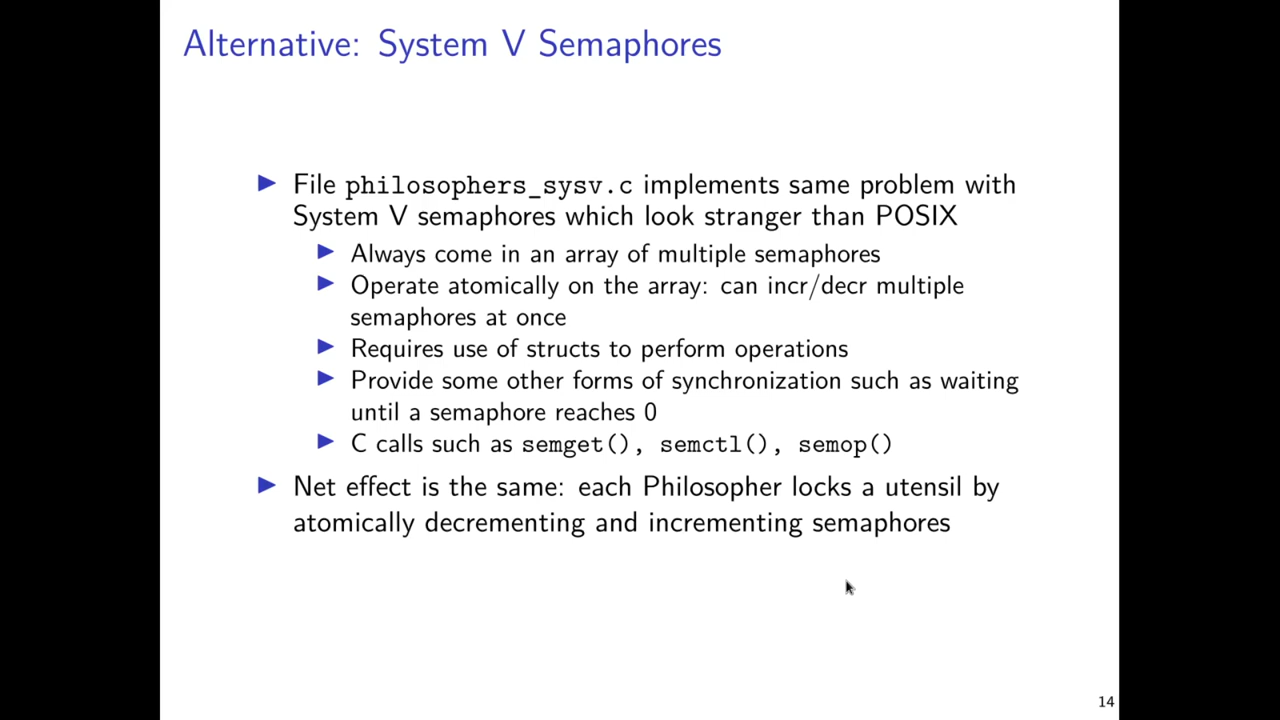 Alternative: System V Semaphores
File philosophers_sysv.c implements same problem with
System V semaphores which look stranger than POSIX
Always come in an array of multiple semaphores
Operate atomically on the array: can incr/decr multiple
semaphores at once
Requires use of structs to perform operations
Provide some other forms of synchronization such as waiting
until a semaphore reaches 0
C calls such as semget(), semctl(), semop()
Net effect is the same: each Philosopher locks a utensil by
atomically decrementing and incrementing semaphores
14